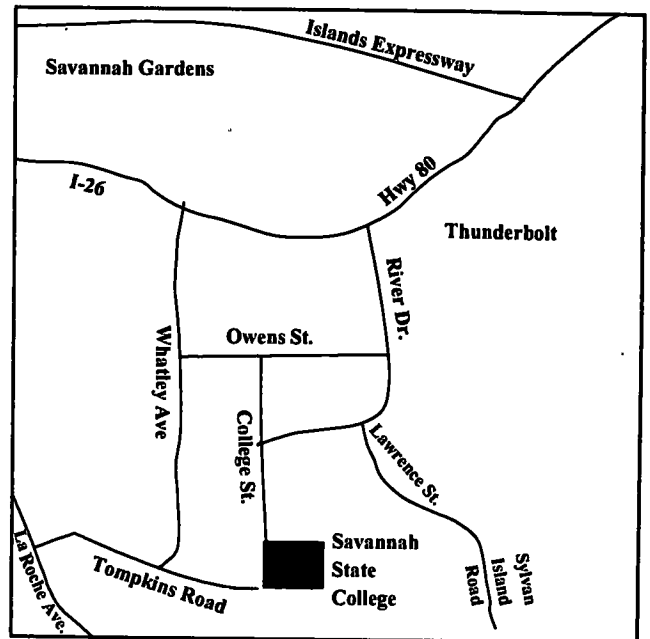 Islands Expressway
Savannah Gardens
I-26
Hwy 80
Thunderbolt
River Dr.
Owens St.
Whatley Ave
College St.
Lawrence St.
La Roche Ave.
Tompkins Road
Savannah
State
College
Sylvan
Island
Road